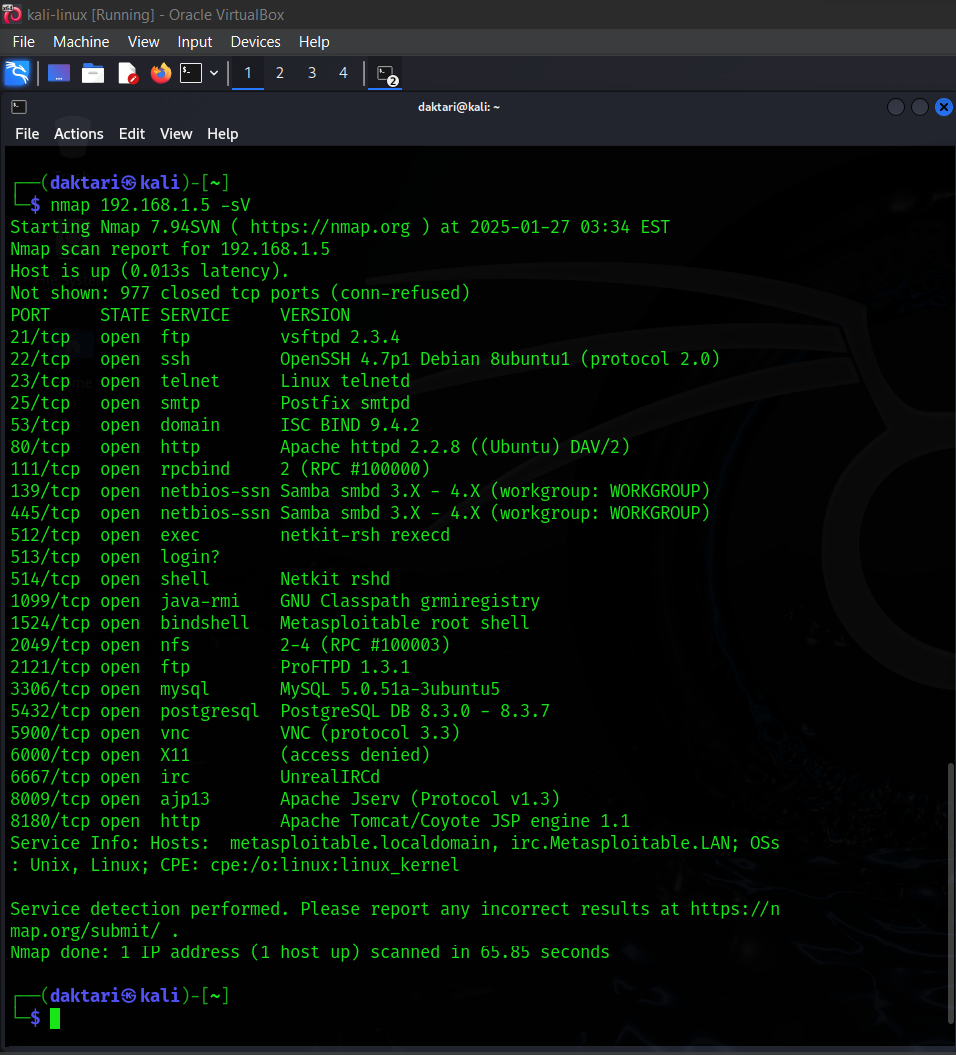 kali-linux [Running] - Oracle VirtualBox
File Machine View Input Devices Help
1 2 3 4 2
daktari@kali: ~
File Actions Edit View Help
┌──(daktari㉿kali)-[~]
└─$ nmap 192.168.1.5 -sV
Starting Nmap 7.94SVN ( https://nmap.org ) at 2025-01-27 03:34 EST
Nmap scan report for 192.168.1.5
Host is up (0.013s latency).
Not shown: 977 closed tcp ports (conn-refused)
PORT     STATE SERVICE     VERSION
21/tcp   open  ftp         vsftpd 2.3.4
22/tcp   open  ssh         OpenSSH 4.7p1 Debian 8ubuntu1 (protocol 2.0)
23/tcp   open  telnet      Linux telnetd
25/tcp   open  smtp        Postfix smtpd
53/tcp   open  domain      ISC BIND 9.4.2
80/tcp   open  http        Apache httpd 2.2.8 ((Ubuntu) DAV/2)
111/tcp  open  rpcbind     2 (RPC #100000)
139/tcp  open  netbios-ssn Samba smbd 3.X - 4.X (workgroup: WORKGROUP)
445/tcp  open  netbios-ssn Samba smbd 3.X - 4.X (workgroup: WORKGROUP)
512/tcp  open  exec        netkit-rsh rexecd
513/tcp  open  login?
514/tcp  open  shell       Netkit rshd
1099/tcp open  java-rmi    GNU Classpath grmiregistry
1524/tcp open  bindshell   Metasploitable root shell
2049/tcp open  nfs         2-4 (RPC #100003)
2121/tcp open  ftp         ProFTPD 1.3.1
3306/tcp open  mysql       MySQL 5.0.51a-3ubuntu5
5432/tcp open  postgresql  PostgreSQL DB 8.3.0 - 8.3.7
5900/tcp open  vnc         VNC (protocol 3.3)
6000/tcp open  X11         (access denied)
6667/tcp open  irc         UnrealIRCd
8009/tcp open  ajp13       Apache Jserv (Protocol v1.3)
8180/tcp open  http        Apache Tomcat/Coyote JSP engine 1.1
Service Info: Hosts:  metasploitable.localdomain, irc.Metasploitable.LAN; OSs
: Unix, Linux; CPE: cpe:/o:linux:linux_kernel
Service detection performed. Please report any incorrect results at https://n
map.org/submit/ .
Nmap done: 1 IP address (1 host up) scanned in 65.85 seconds
┌──(daktari㉿kali)-[~]
└─$